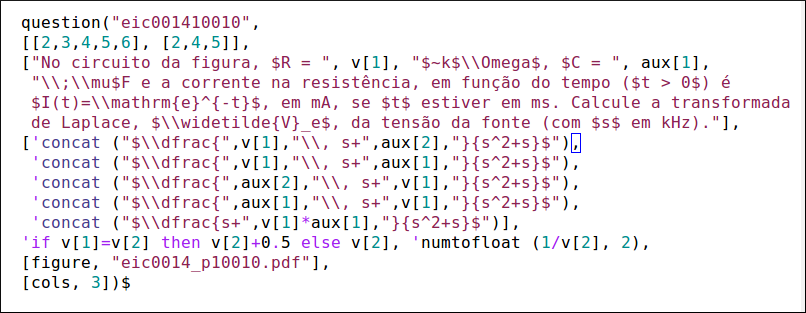 question("eic001410010",
[[2,3,4,5,6], [2,4,5]],
["No circuito da figura, $R = ", v[1], "$~k$\\Omega$, $C = ", aux[1],
"\\;\\mu$F e a corrente na resistência, em função do tempo ($t > 0$) é
$I(t)=\\mathrm{e}^{-t}$, em mA, se $t$ estiver em ms. Calcule a transformada
de Laplace, $\\widetilde{V}_e$, da tensão da fonte (com $s$ em kHz)."],
['concat ("$\\dfrac{",v[1],"\\, s+",aux[2],"}{s^2+s}$"),
'concat ("$\\dfrac{",v[1],"\\, s+",aux[1],"}{s^2+s}$"),
'concat ("$\\dfrac{",aux[2],"\\, s+",v[1],"}{s^2+s}$"),
'concat ("$\\dfrac{",aux[1],"\\, s+",v[1],"}{s^2+s}$"),
'concat ("$\\dfrac{s+",v[1]*aux[1],"}{s^2+s}$")],
'if v[1]=v[2] then v[2]+0.5 else v[2], 'numtofloat (1/v[2], 2),
[figure, "eic0014_p10010.pdf"],
[cols, 3])$